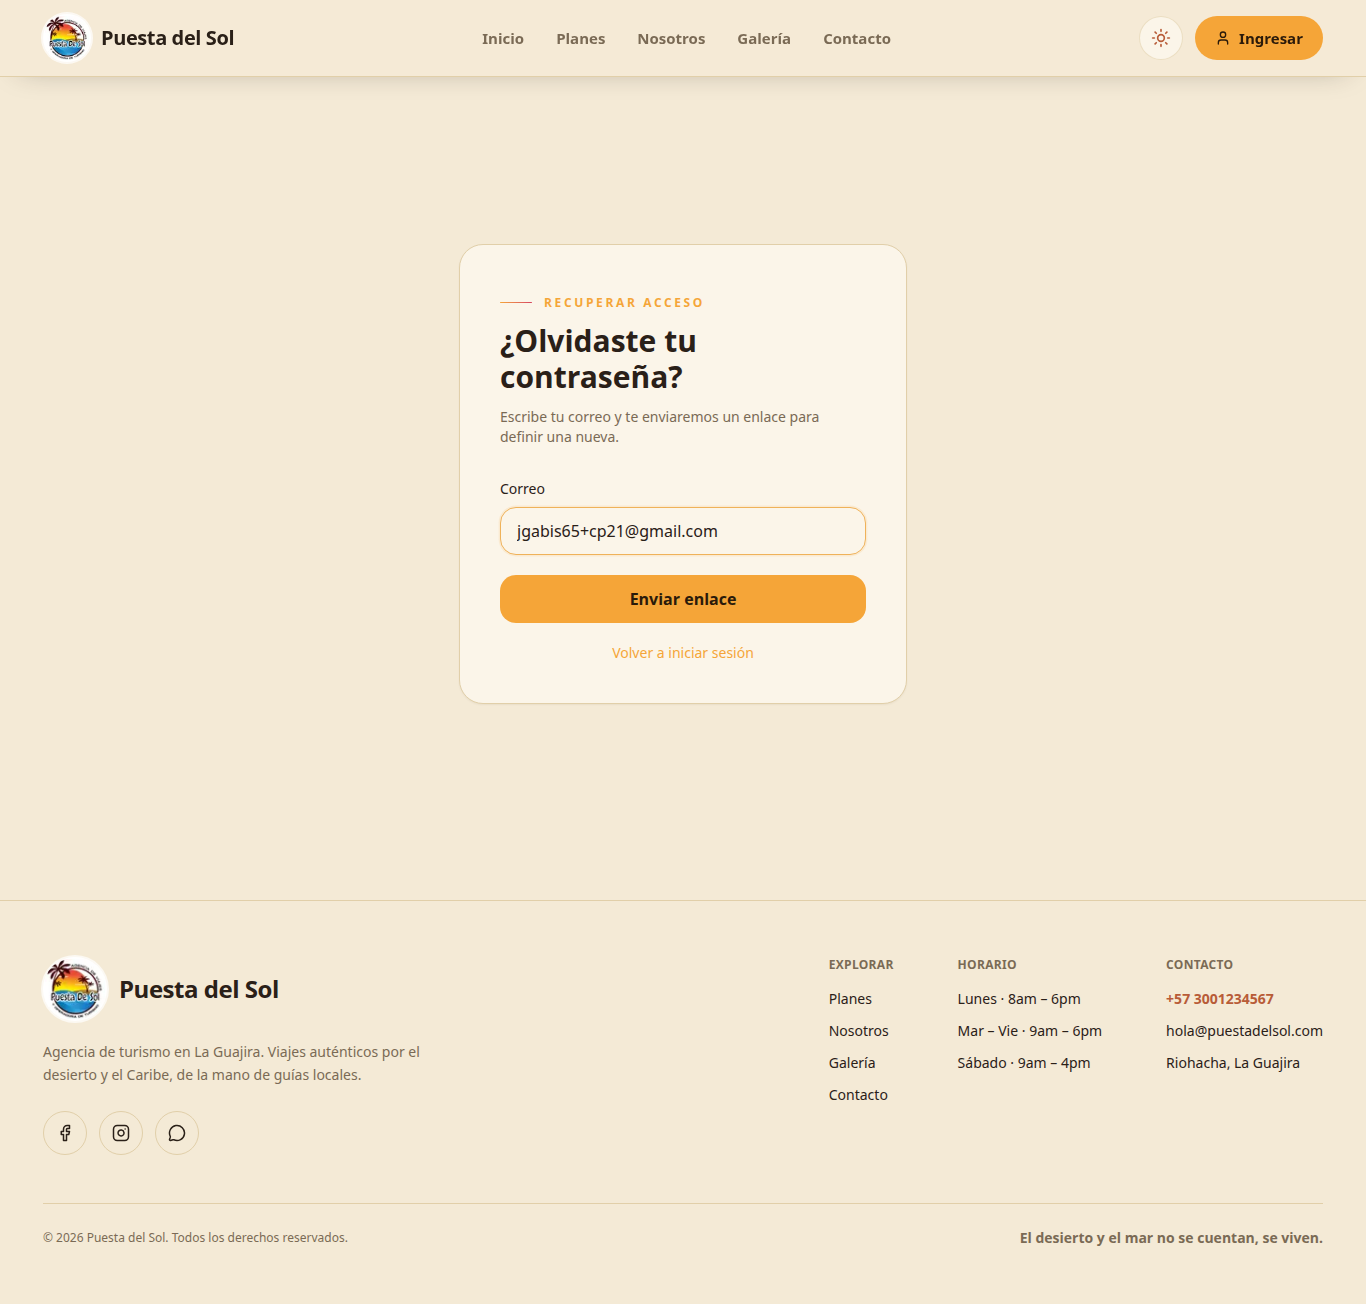 Puesta del Sol
Inicio
Planes
Nosotros
Galería
Contacto
Ingresar
RECUPERAR ACCESO
¿Olvidaste tu
contraseña?
Escribe tu correo y te enviaremos un enlace para
definir una nueva.
Correo
jgabis65+cp21@gmail.com
Enviar enlace
Volver a iniciar sesión
Puesta Del Sol
Puesta del Sol
Agencia de turismo en La Guajira. Viajes auténticos por el
desierto y el Caribe, de la mano de guías locales.
EXPLORAR
Planes
Nosotros
Galería
Contacto
HORARIO
Lunes · 8am – 6pm
Mar – Vie · 9am – 6pm
Sábado · 9am – 4pm
CONTACTO
+57 3001234567
hola@puestadelsol.com
Riohacha, La Guajira
© 2026 Puesta del Sol. Todos los derechos reservados.
El desierto y el mar no se cuentan, se viven.